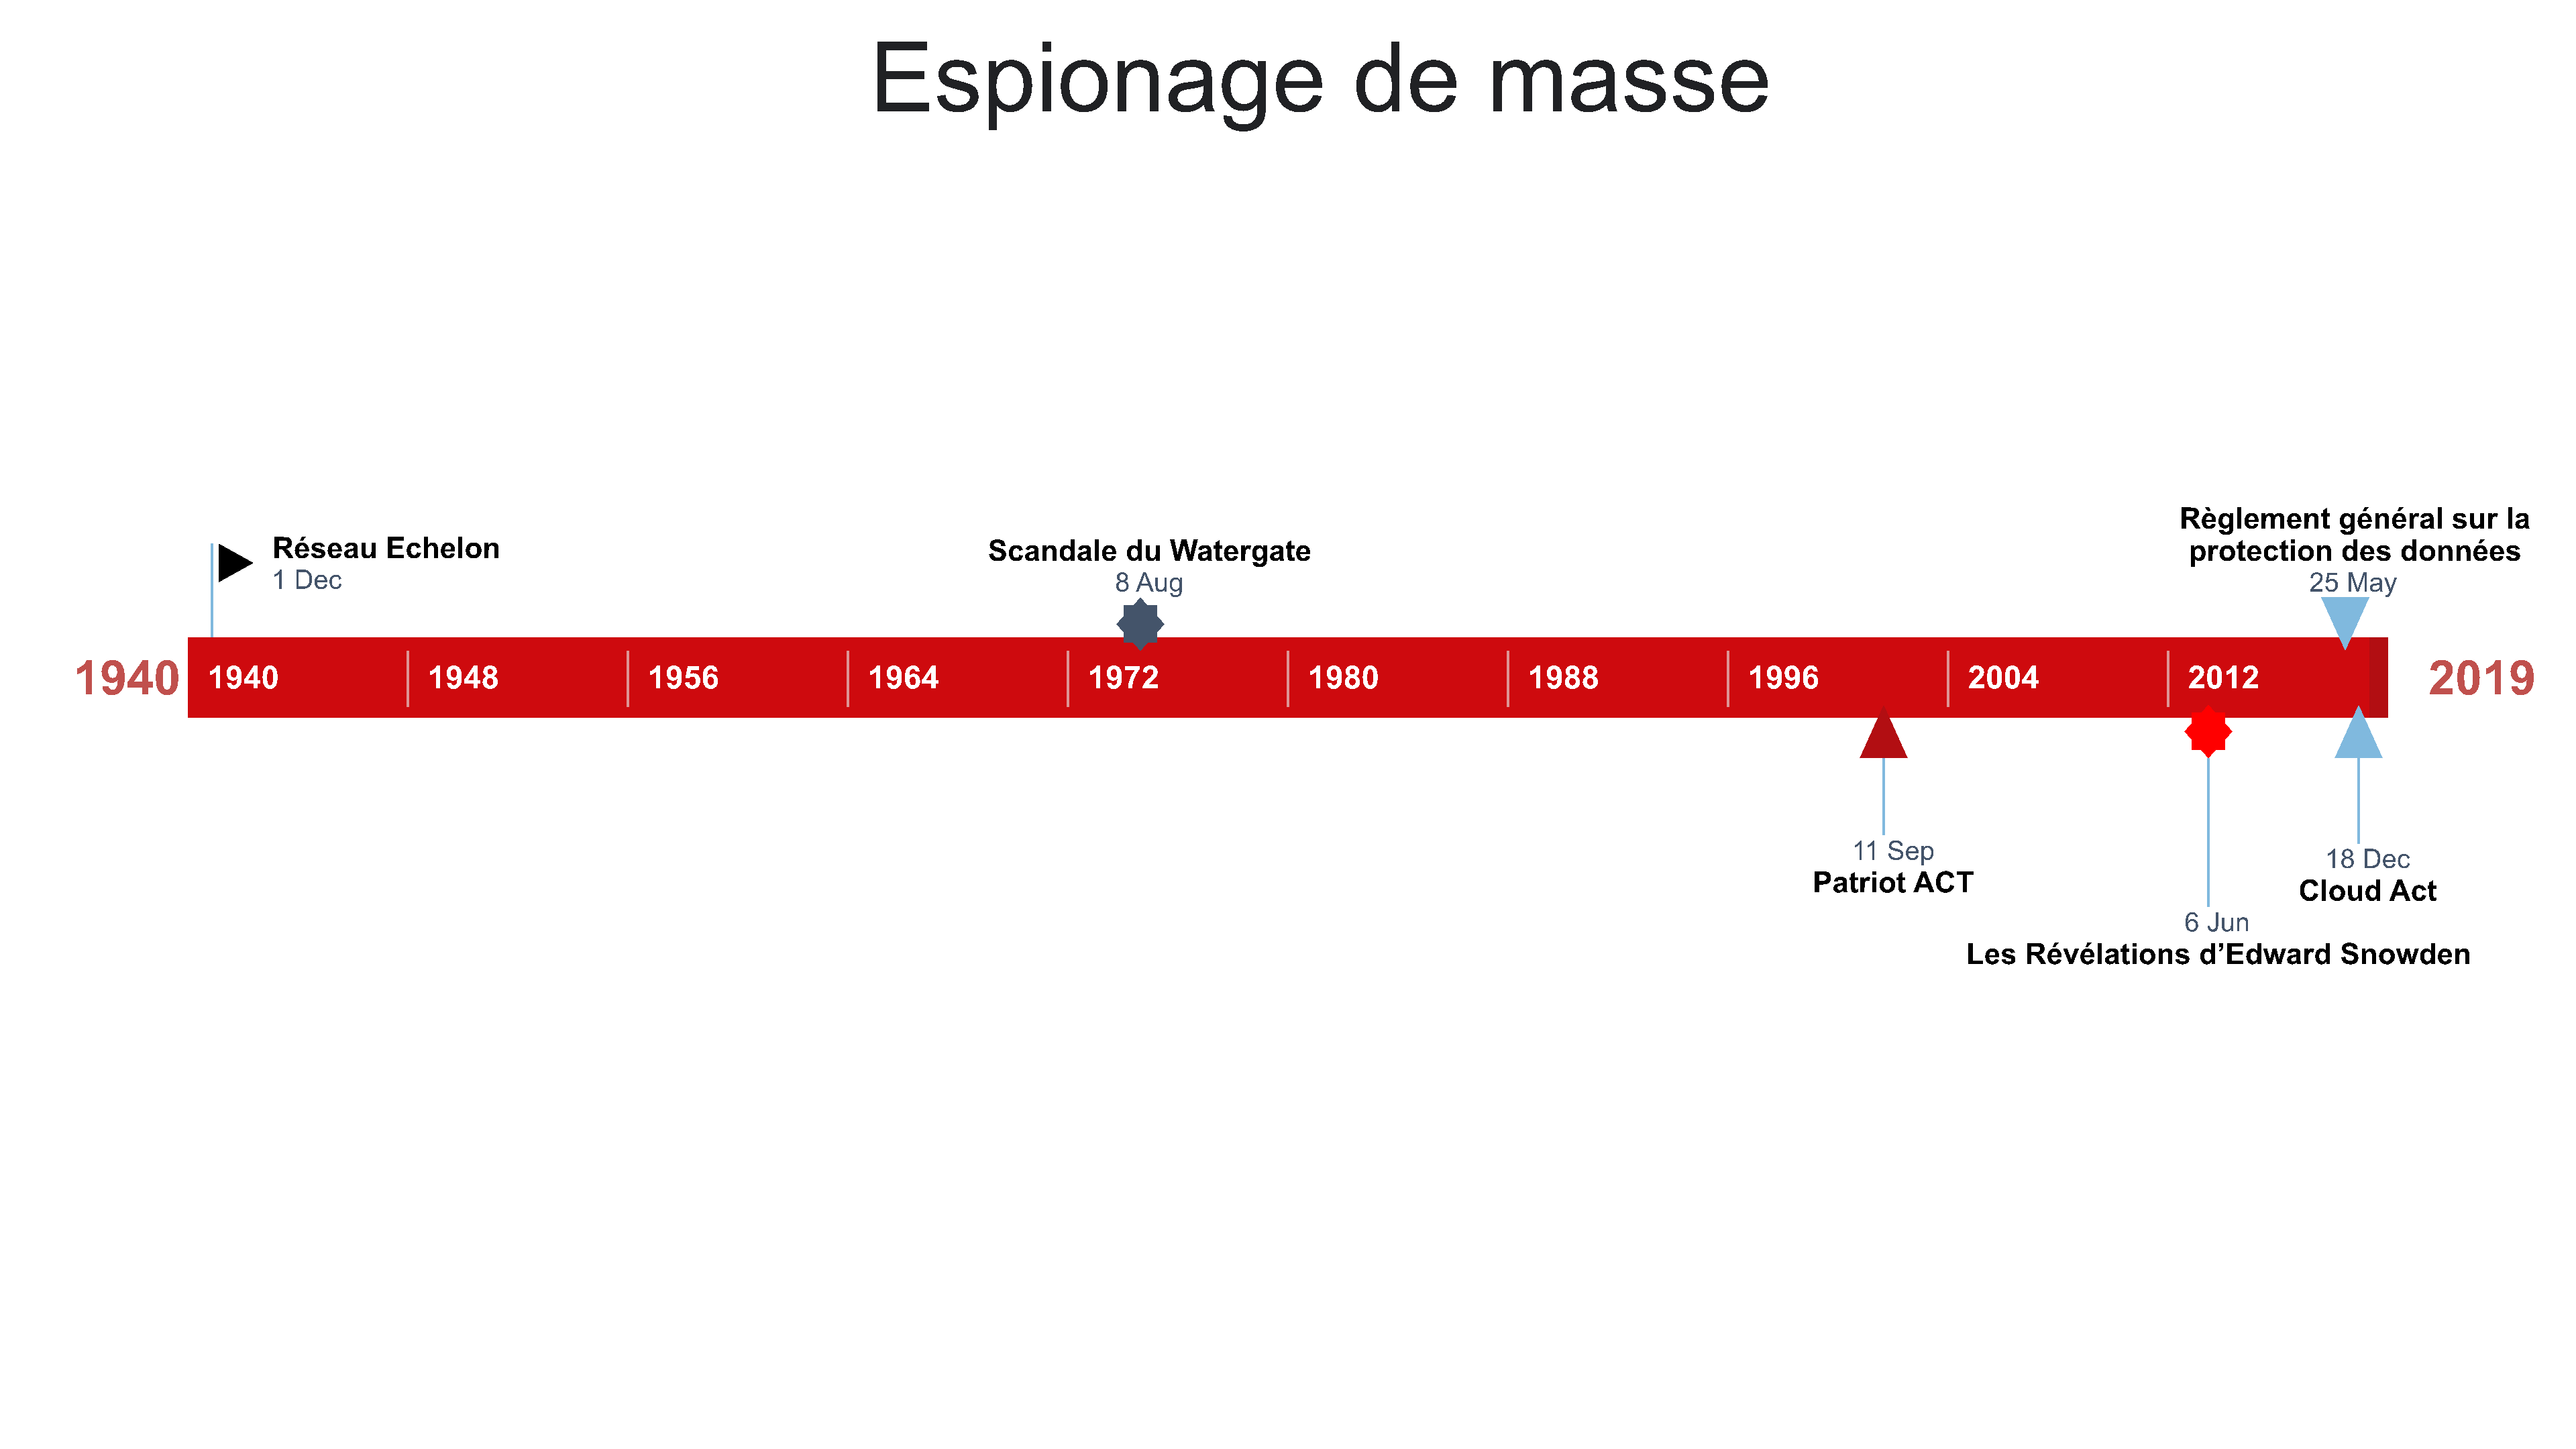 Espionage de masse
Réseau Echelon
1 Dec
Scandale du Watergate
8 Aug
Règlement général sur la
protection des données
25 May
1940 1940 1948 1956 1964 1972 1980 1988 1996 2004 2012 2019
11 Sep
Patriot ACT
18 Dec
Cloud Act
6 Jun
Les Révélations d’Edward Snowden